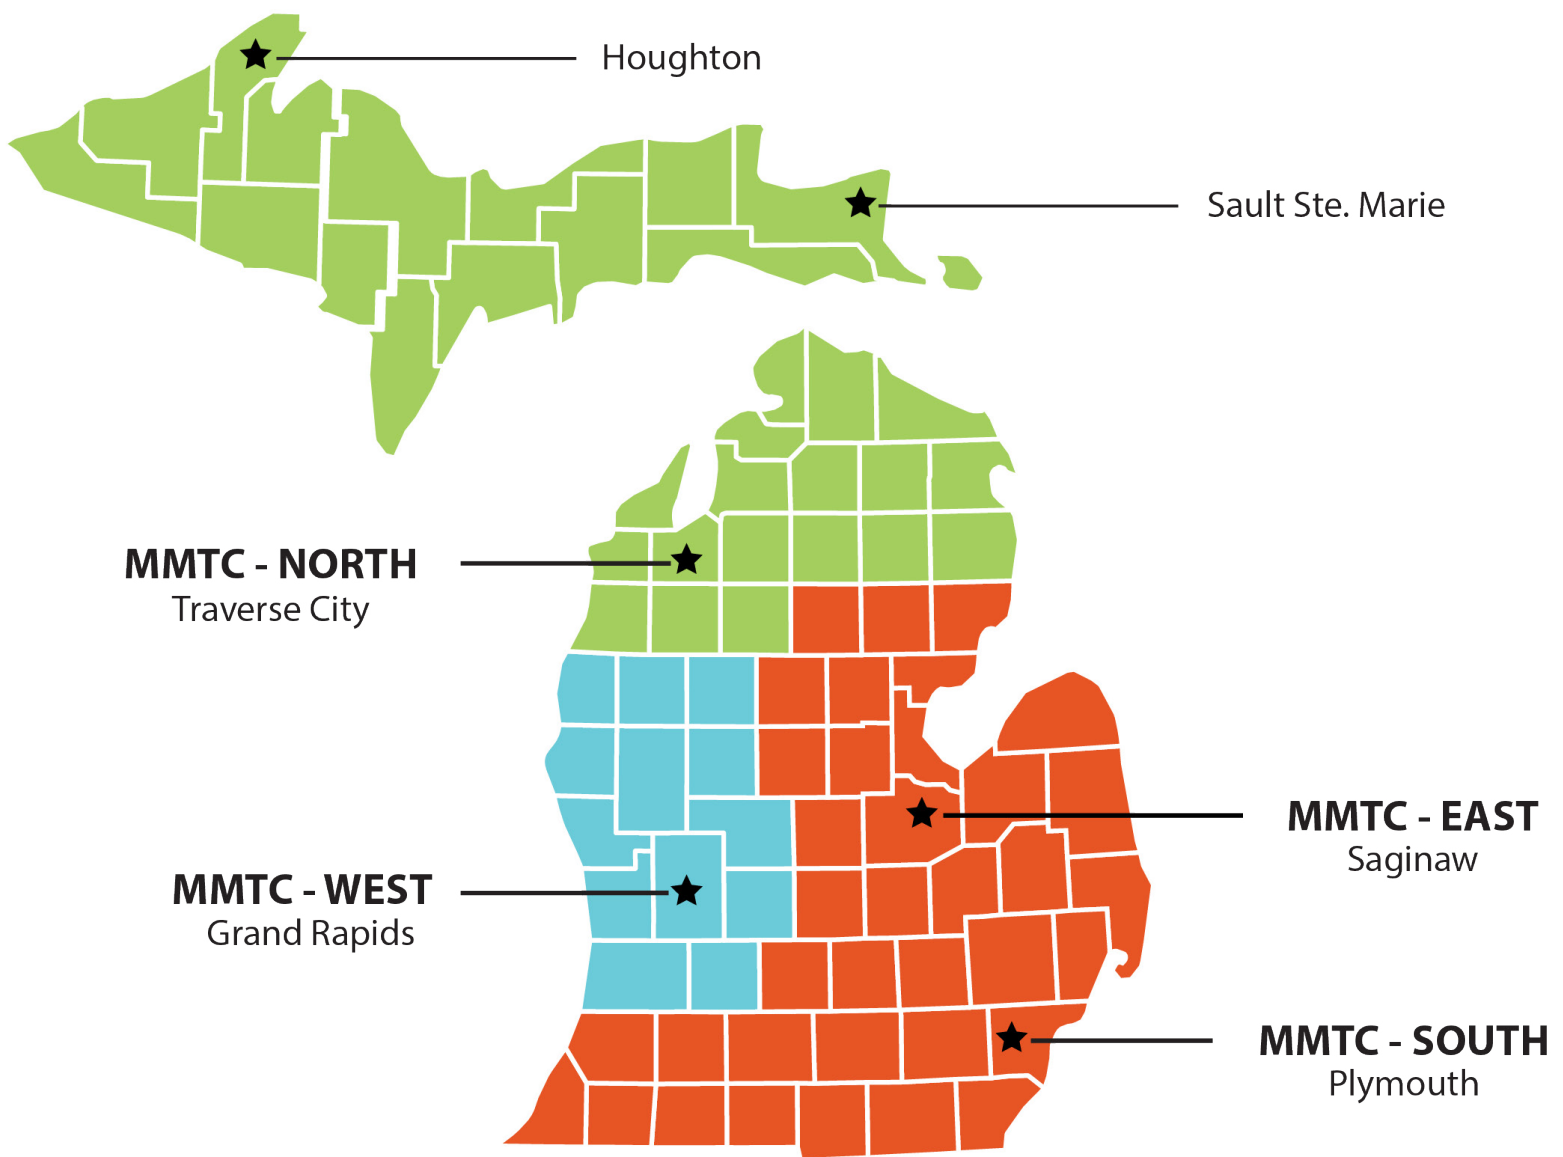 Houghton
Sault Ste. Marie
MMTC - NORTH
Traverse City
MMTC - EAST
Saginaw
MMTC - WEST
Grand Rapids
MMTC - SOUTH
Plymouth